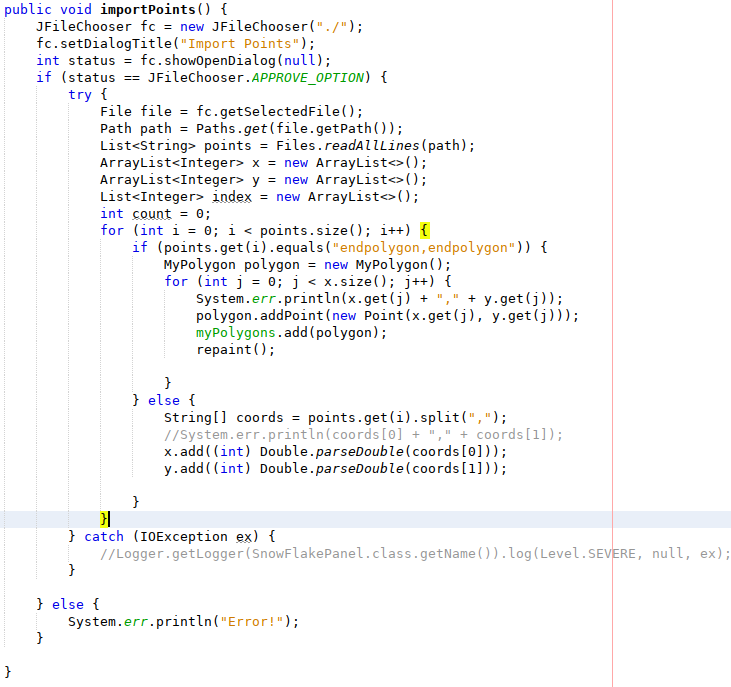 public void importPoints() {
    JFileChooser fc = new JFileChooser("./");
    fc.setDialogTitle("Import Points");
    int status = fc.showOpenDialog(null);
    if (status == JFileChooser.APPROVE_OPTION) {
        try {
            File file = fc.getSelectedFile();
            Path path = Paths.get(file.getPath());
            List<String> points = Files.readAllLines(path);
            ArrayList<Integer> x = new ArrayList<>();
            ArrayList<Integer> y = new ArrayList<>();
            List<Integer> index = new ArrayList<>();
            int count = 0;
            for (int i = 0; i < points.size(); i++) {
                if (points.get(i).equals("endpolygon,endpolygon")) {
                    MyPolygon polygon = new MyPolygon();
                    for (int j = 0; j < x.size(); j++) {
                        System.err.println(x.get(j) + "," + y.get(j));
                        polygon.addPoint(new Point(x.get(j), y.get(j)));
                        myPolygons.add(polygon);
                        repaint();

                    }
                } else {
                    String[] coords = points.get(i).split(",");
                    //System.err.println(coords[0] + "," + coords[1]);
                    x.add((int) Double.parseDouble(coords[0]));
                    y.add((int) Double.parseDouble(coords[1]));

                }
            }
        } catch (IOException ex) {
            //Logger.getLogger(SnowFlakePanel.class.getName()).log(Level.SEVERE, null, ex);
        }

    } else {
        System.err.println("Error!");
    }

}